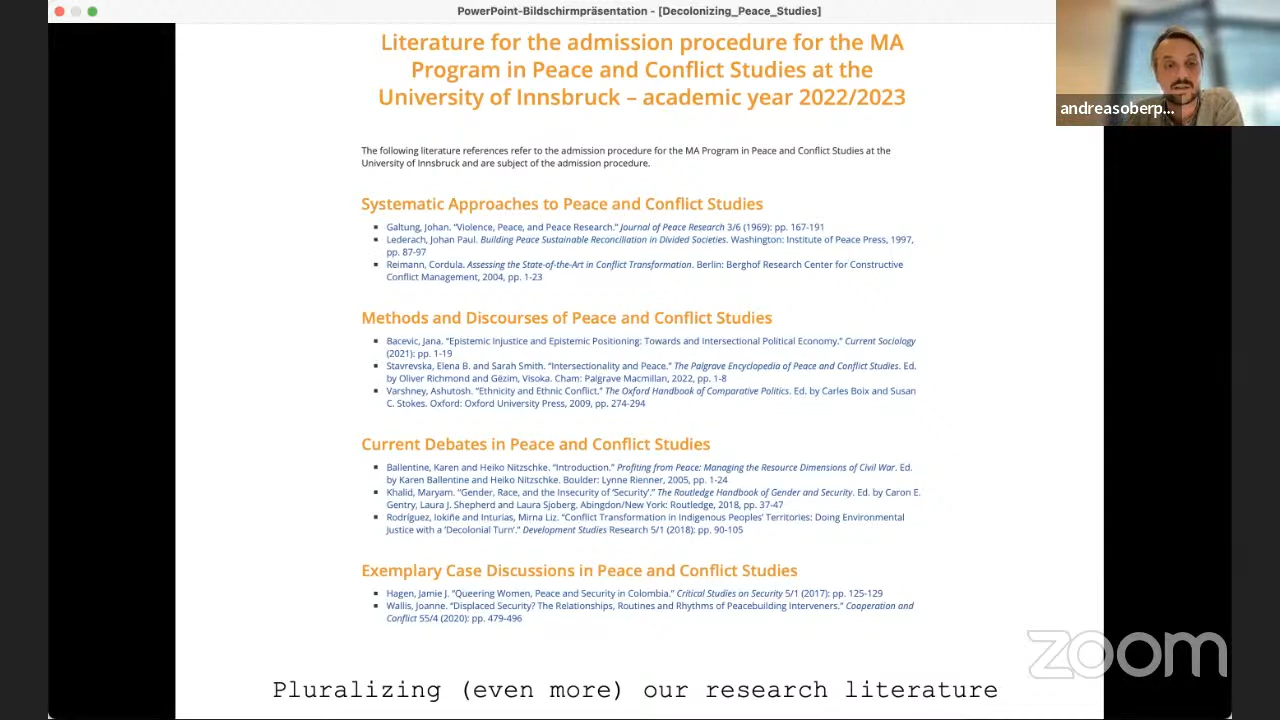 PowerPoint-Bildschirmpräsentation - [Decolonizing_Peace_Studies]
andreasoberp...
Literature for the admission procedure for the MA
Program in Peace and Conflict Studies at the
University of Innsbruck – academic year 2022/2023
The following literature references refer to the admission procedure for the MA Program in Peace and Conflict Studies at the
University of Innsbruck and are subject of the admission procedure.
Systematic Approaches to Peace and Conflict Studies
▪ Galtung, Johan. “Violence, Peace, and Peace Research.” Journal of Peace Research 3/6 (1969): pp. 167-191
▪ Lederach, Johan Paul. Building Peace Sustainable Reconciliation in Divided Societies. Washington: Institute of Peace Press, 1997,
pp. 87-97
▪ Reimann, Cordula. Assessing the State-of-the-Art in Conflict Transformation. Berlin: Berghof Research Center for Constructive
Conflict Management, 2004, pp. 1-23
Methods and Discourses of Peace and Conflict Studies
▪ Bacevic, Jana. “Epistemic Injustice and Epistemic Positioning: Towards and Intersectional Political Economy.” Current Sociology
(2021): pp. 1-19
▪ Stavrevska, Elena B. and Sarah Smith. “Intersectionality and Peace.” The Palgrave Encyclopedia of Peace and Conflict Studies. Ed.
by Oliver Richmond and Gëzim, Visoka. Cham: Palgrave Macmillan, 2022, pp. 1-8
▪ Varshney, Ashutosh. “Ethnicity and Ethnic Conflict.” The Oxford Handbook of Comparative Politics. Ed. by Carles Boix and Susan
C. Stokes. Oxford: Oxford University Press, 2009, pp. 274-294
Current Debates in Peace and Conflict Studies
▪ Ballentine, Karen and Heiko Nitzschke. “Introduction.” Profiting from Peace: Managing the Resource Dimensions of Civil War. Ed.
by Karen Ballentine and Heiko Nitzschke. Boulder: Lynne Rienner, 2005, pp. 1-24
▪ Khalid, Maryam. “Gender, Race, and the Insecurity of ‘Security’.” The Routledge Handbook of Gender and Security. Ed. by Caron E.
Gentry, Laura J. Shepherd and Laura Sjoberg. Abingdon/New York: Routledge, 2018, pp. 37-47
▪ Rodríguez, Iokiñe and Inturias, Mirna Liz. “Conflict Transformation in Indigenous Peoples’ Territories: Doing Environmental
Justice with a ‘Decolonial Turn’.” Development Studies Research 5/1 (2018): pp. 90-105
Exemplary Case Discussions in Peace and Conflict Studies
▪ Hagen, Jamie J. “Queering Women, Peace and Security in Colombia.” Critical Studies on Security 5/1 (2017): pp. 125-129
▪ Wallis, Joanne. “Displaced Security? The Relationships, Routines and Rhythms of Peacebuilding Interveners.” Cooperation and
Conflict 55/4 (2020): pp. 479-496
zoom
Pluralizing (even more) our research literature